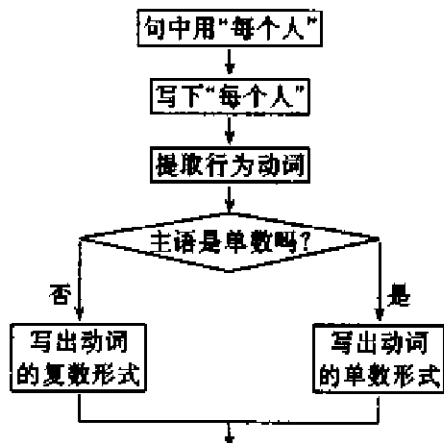 句中用“每个人”
写下“每个人”
提取行为动词
主语是单数吗?
否
是
写出动词
的复数形式
写出动词
的单数形式